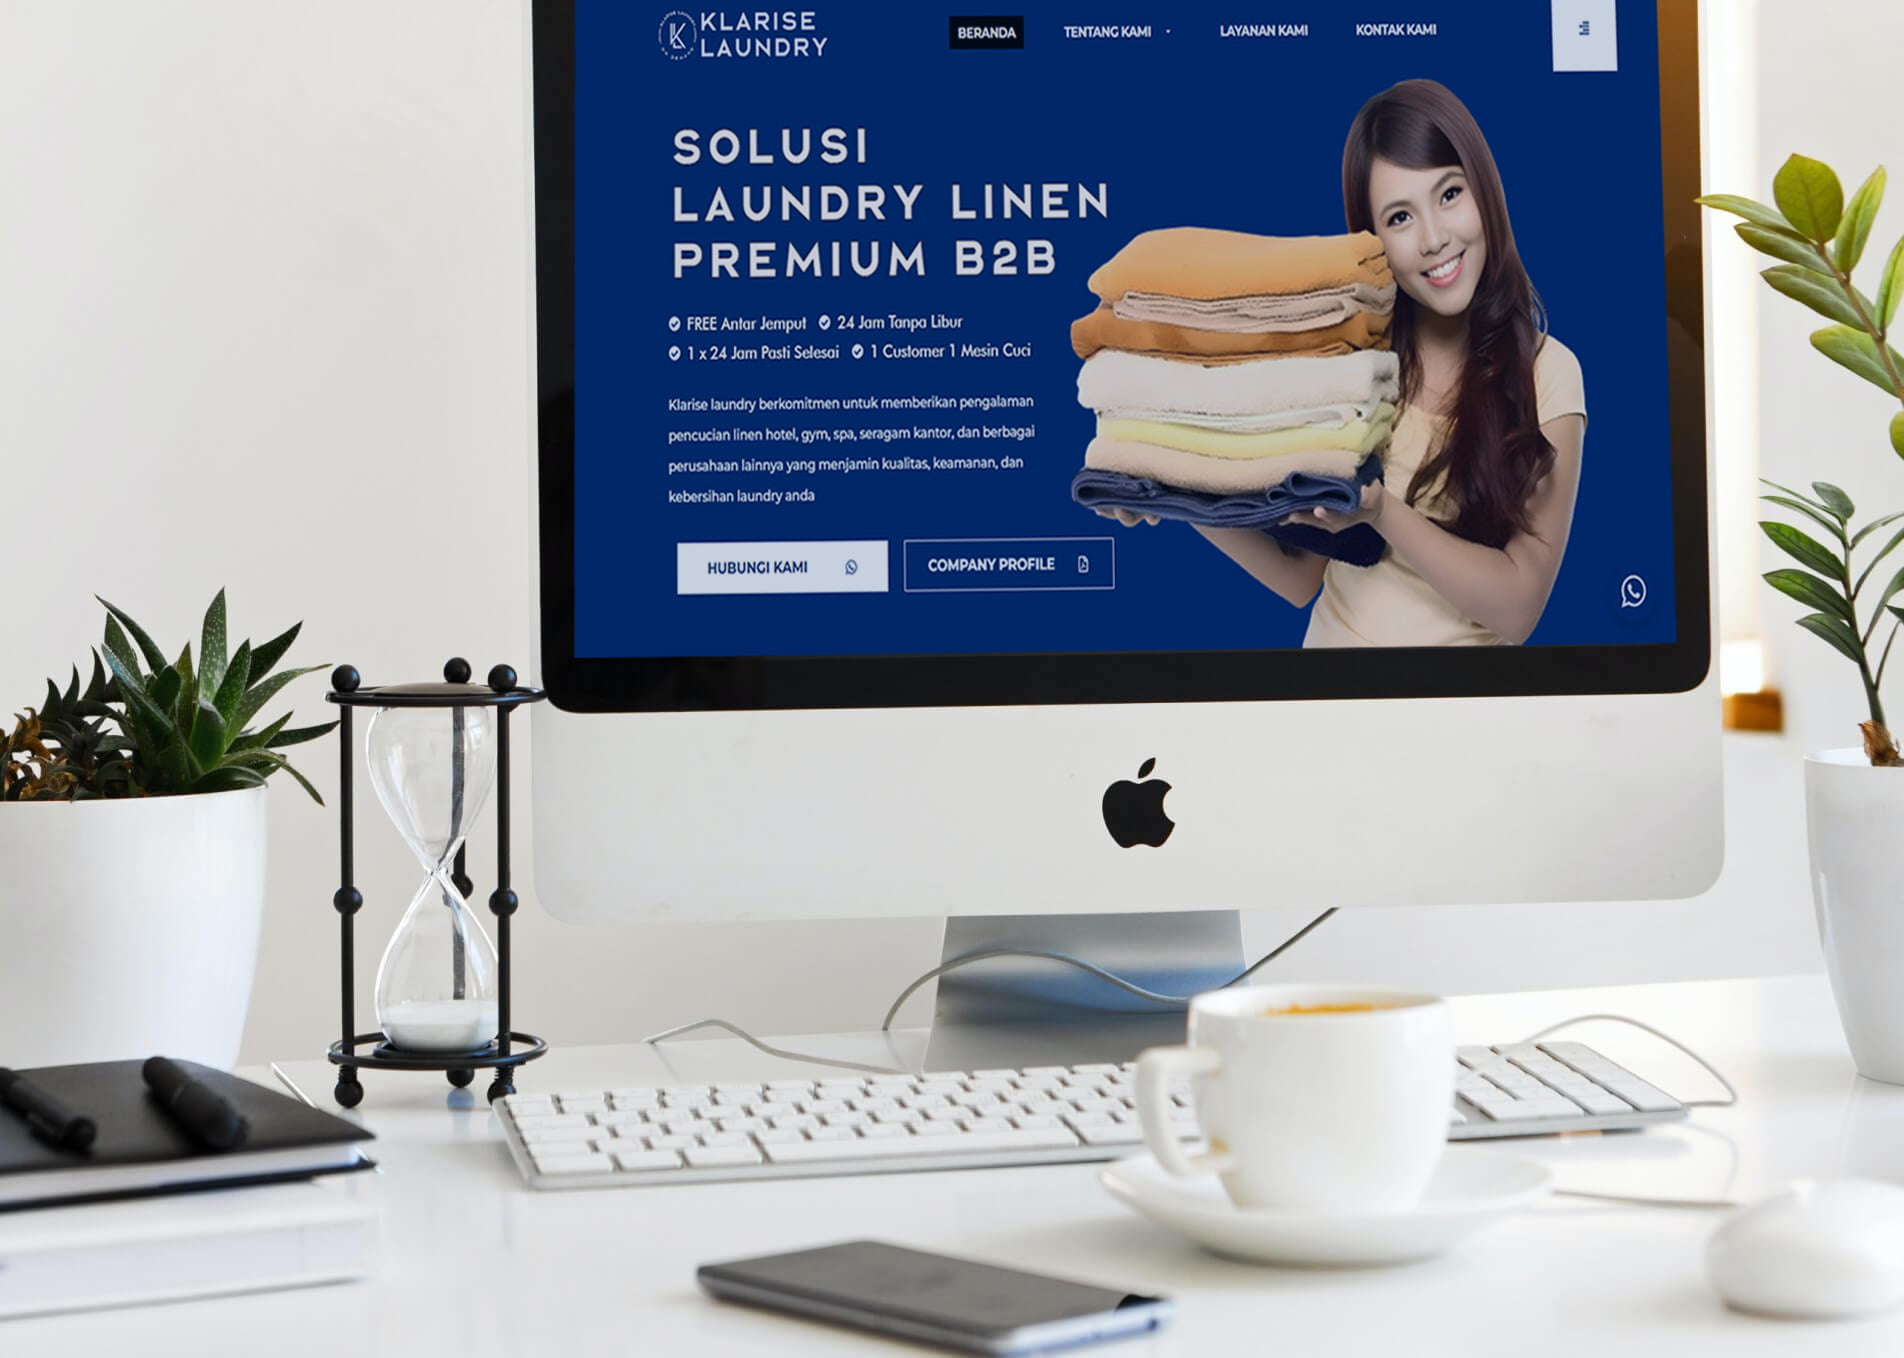 KLARISE
LAUNDRY
BERANDA TENTANG KAMI LAYANAN KAMI KONTAK KAMI
SOLUSI
LAUNDRY LINEN
PREMIUM B2B
FREE Antar Jemput 24 Jam Tanpa Libur
1 x 24 Jam Pasti Selesai 1 Customer 1 Mesin Cuci
Klarise laundry berkomitmen untuk memberikan pengalaman
pencucian linen hotel, gym, spa, seragam kantor, dan berbagai
perusahaan lainnya yang menjamin kualitas, keamanan, dan
kebersihan laundry anda
HUBUNGI KAMI COMPANY PROFILE